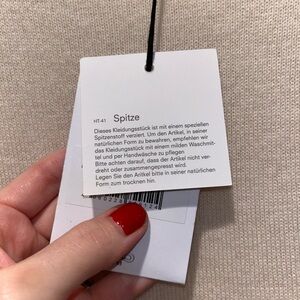 HT-41 Spitze
Dieses Kleidungsstück ist mit einem speziellen
Spitzenstoff verziert. Um den Artikel, in seiner
natürlichen Form zu bewahren, empfehlen wir
das Kleidungsstück mit einem milden Waschmit-
tel und per Handwäsche zu pflegen.
Bitte achten darauf, dass der Artikel nicht ver-
dreht oder zusammengepresst wird.
Legen Sie den Artikel bitte in seiner natürlichen
Form zum trocknen hin.